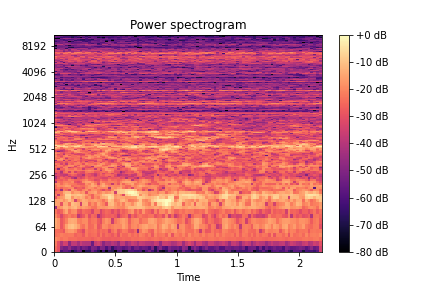 Power spectrogram
8192
4096
2048
1024
512
256
128
64
0
Hz
0
0.5
1
1.5
2
Time
+0 dB
-10 dB
-20 dB
-30 dB
-40 dB
-50 dB
-60 dB
-70 dB
-80 dB